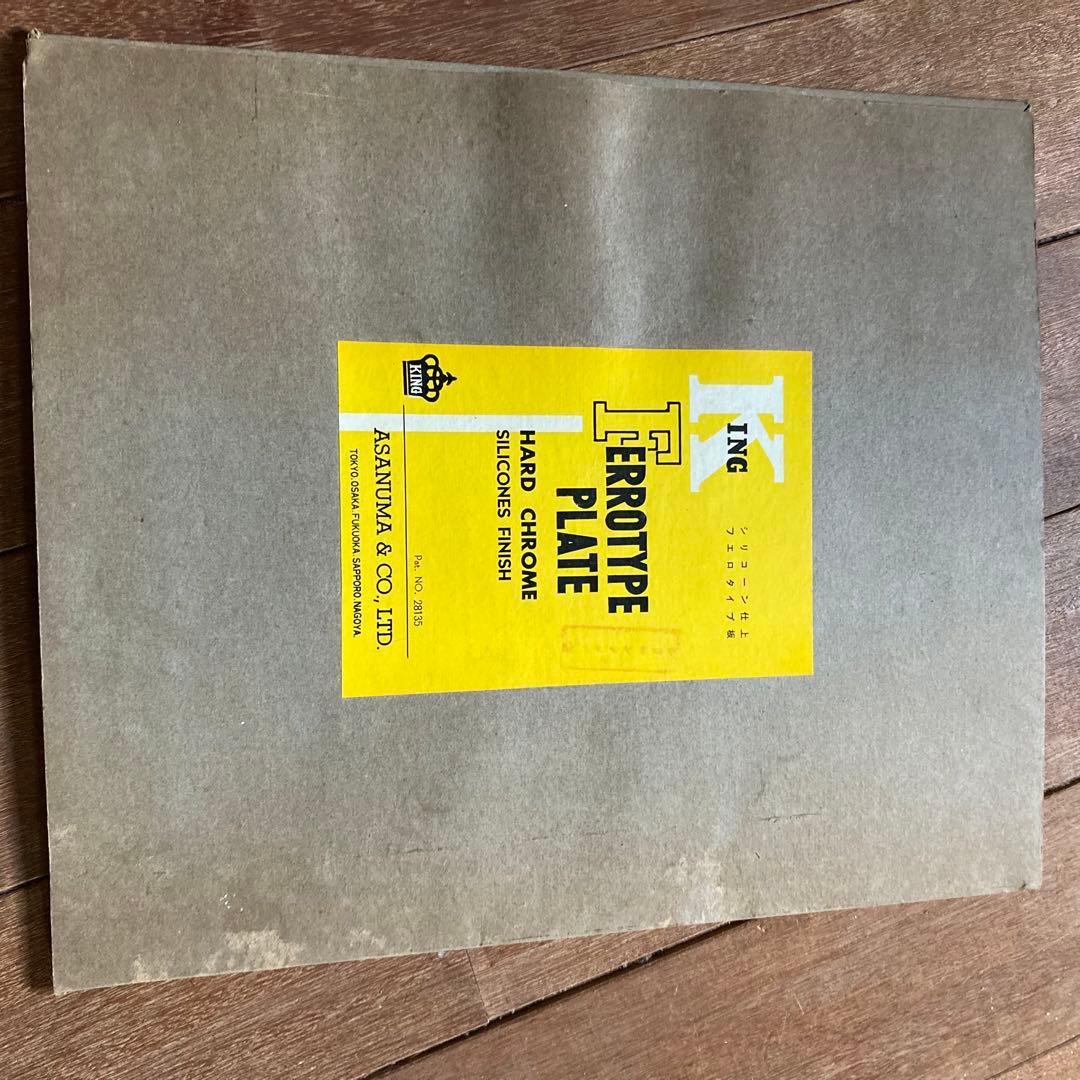 KING
シリコーン仕上
フエロタイプ板
FERROTYPE
PLATE
HARD CHROME
SILICONES FINISH
Pat. NO. 28135
KING
ASANUMA & CO., LTD.
TOKYO. OSAKA. FUKUOKA. SAPPORO. NAGOYA.